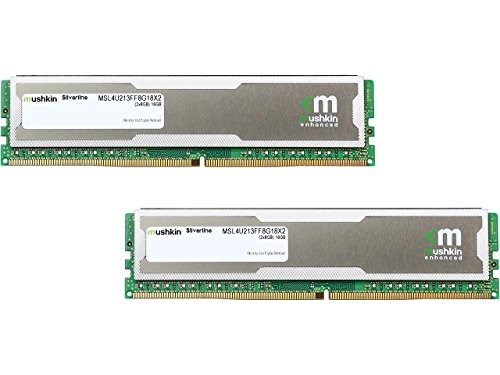 mushkin Silverline MSL4U213FF8G18X2
(2x8GB) 16GB
m
mushkin
enhanced
mushkin Silverline MSL4U213FF8G18X2
(2x8GB) 16GB
m
mushkin
enhanced